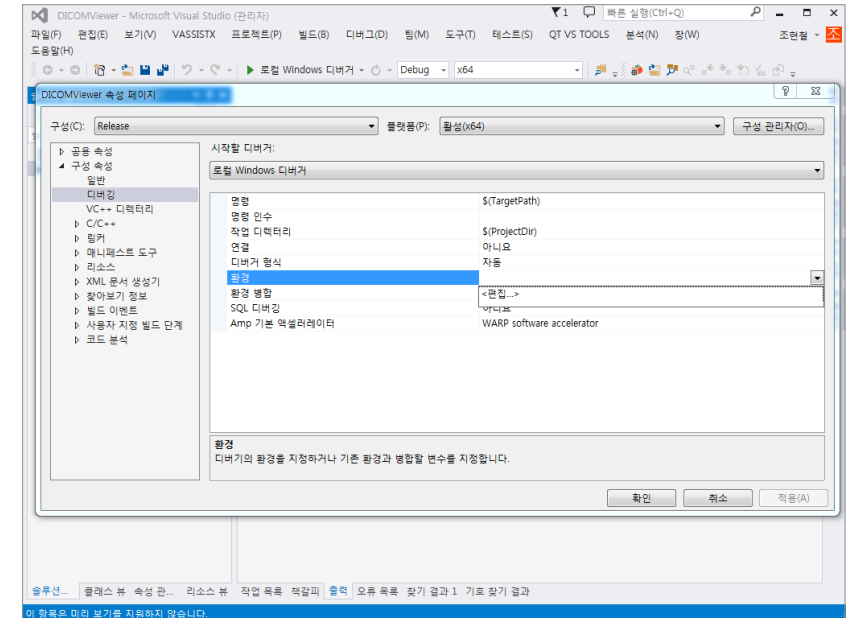 DICOMViewer - Microsoft Visual Studio (관리자)
1
빠른 실행(Ctrl+Q)
파일(F) 편집(E) 보기(V) VASSISTX 프로젝트(P) 빌드(B) 디버그(D) 팀(M) 도구(T) 테스트(S) QT VS TOOLS 분석(N) 창(W) 조현철 조
도움말(H)
로컬 Windows 디버거 Debug x64
DICOMViewer 속성 페이지
구성(C): Release 플랫폼(P): 활성(x64) 구성 관리자(O)...
공용 속성
구성 속성
일반
디버깅
VC++ 디렉터리
C/C++
링커
매니페스트 도구
리소스
XML 문서 생성기
찾아보기 정보
빌드 이벤트
사용자 지정 빌드 단계
코드 분석
시작할 디버거:
로컬 Windows 디버거
명령 $(TargetPath)
명령 인수
작업 디렉터리 $(ProjectDir)
연결 아니요
디버거 형식 자동
환경
환경 병합 <편집...>
SQL 디버깅 아니요
Amp 기본 액셀러레이터 WARP software accelerator
환경
디버기의 환경을 지정하거나 기존 환경과 병합할 변수를 지정합니다.
확인 취소 적용(A)
솔루션... 클래스 뷰 속성 관... 리소스 뷰 작업 목록 책갈피 출력 오류 목록 찾기 결과 1 기호 찾기 결과
이 항목은 미리 보기를 지원하지 않습니다.